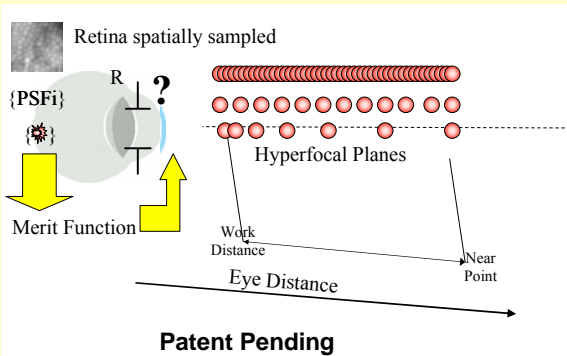 Retina spatially sampled
R
?
{PSFi}
{ }
Hyperfocal Planes
Merit Function
Work
Distance
Near
Point
Eye Distance
Patent Pending